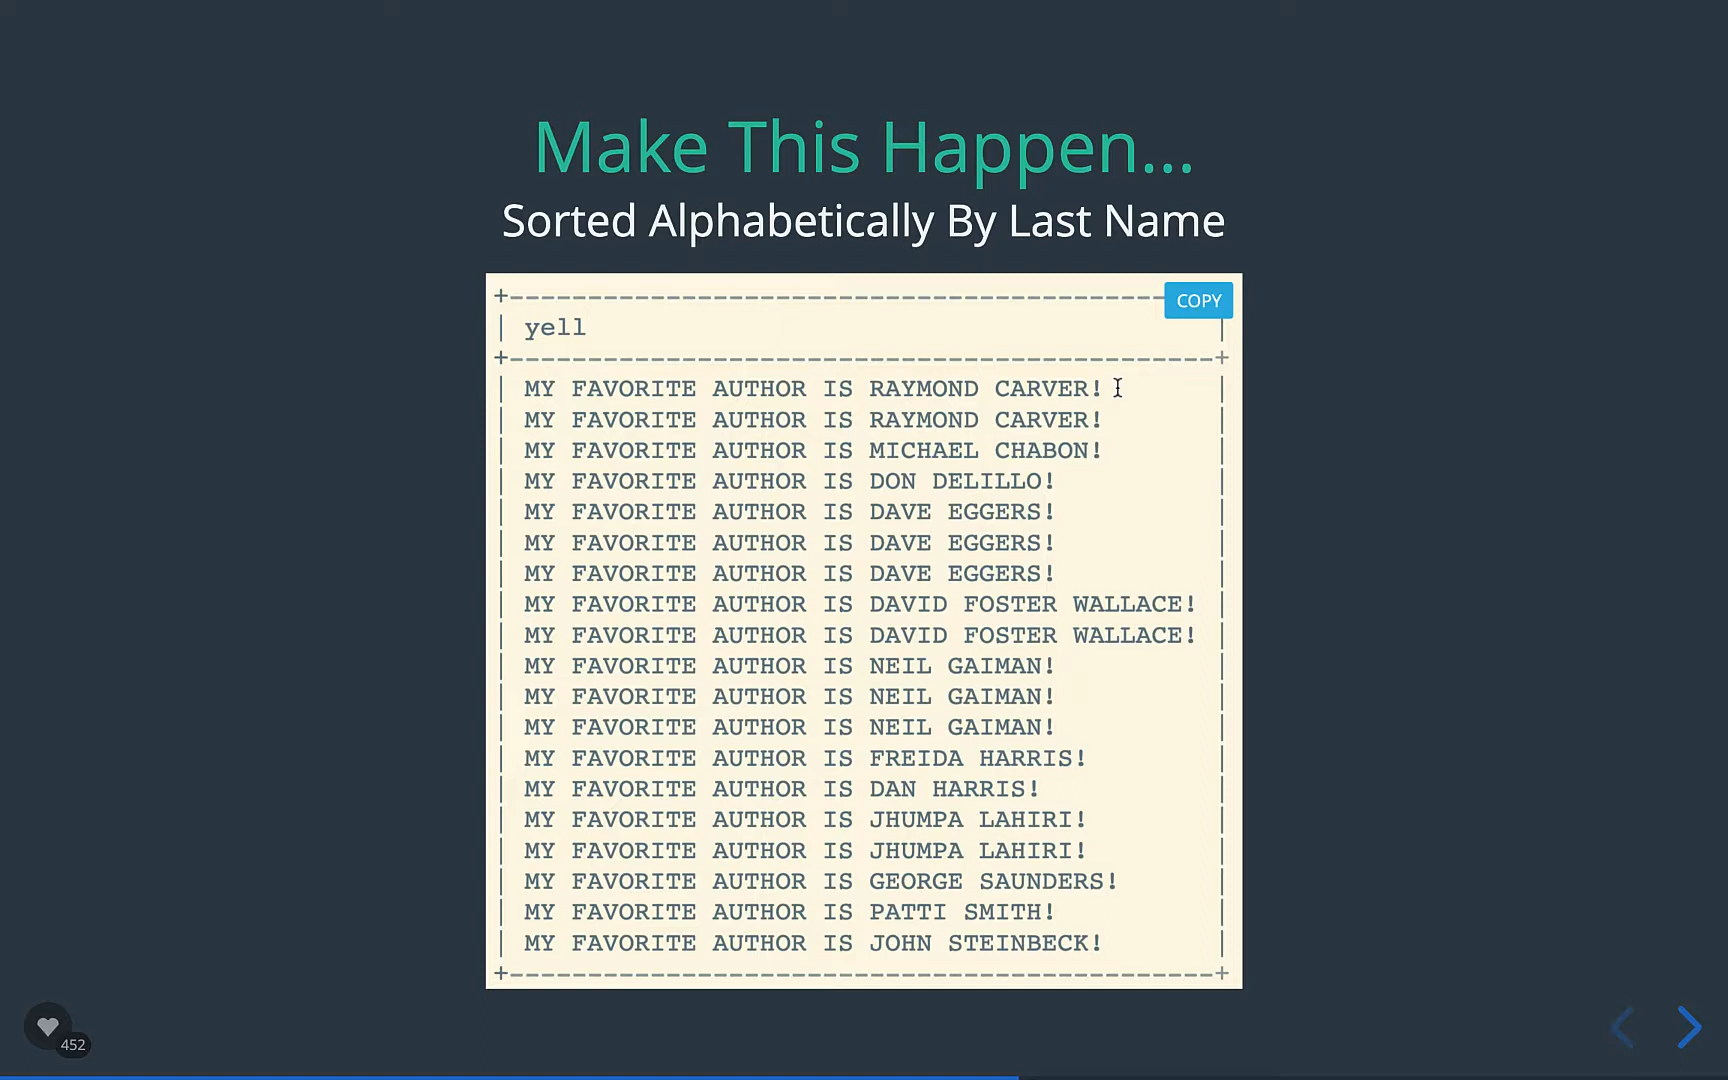 Make This Happen...
Sorted Alphabetically By Last Name
+---------------------------------------------
COPY
| yell |
+---------------------------------------------+
| MY FAVORITE AUTHOR IS RAYMOND CARVER! |
| MY FAVORITE AUTHOR IS RAYMOND CARVER! |
| MY FAVORITE AUTHOR IS MICHAEL CHABON! |
| MY FAVORITE AUTHOR IS DON DELILLO! |
| MY FAVORITE AUTHOR IS DAVE EGGERS! |
| MY FAVORITE AUTHOR IS DAVE EGGERS! |
| MY FAVORITE AUTHOR IS DAVE EGGERS! |
| MY FAVORITE AUTHOR IS DAVID FOSTER WALLACE! |
| MY FAVORITE AUTHOR IS DAVID FOSTER WALLACE! |
| MY FAVORITE AUTHOR IS NEIL GAIMAN! |
| MY FAVORITE AUTHOR IS NEIL GAIMAN! |
| MY FAVORITE AUTHOR IS NEIL GAIMAN! |
| MY FAVORITE AUTHOR IS FREIDA HARRIS! |
| MY FAVORITE AUTHOR IS DAN HARRIS! |
| MY FAVORITE AUTHOR IS JHUMPA LAHIRI! |
| MY FAVORITE AUTHOR IS JHUMPA LAHIRI! |
| MY FAVORITE AUTHOR IS GEORGE SAUNDERS! |
| MY FAVORITE AUTHOR IS PATTI SMITH! |
| MY FAVORITE AUTHOR IS JOHN STEINBECK! |
+---------------------------------------------+
452